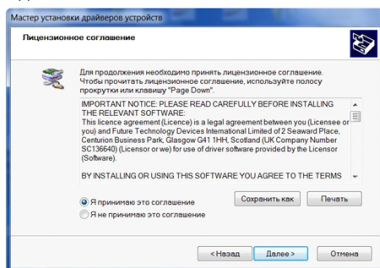 Мастер установки драйверов устройств
Лицензионное соглашение
Для продолжения необходимо принять лицензионное соглашение.
Чтобы прочитать лицензионное соглашение, используйте полосу
прокрутки или клавишу "Page Down".
IMPORTANT NOTICE: PLEASE READ CAREFULLY BEFORE INSTALLING
THE RELEVANT SOFTWARE:
This licence agreement (Licence) is a legal agreement between you (Licensee or
you) and Future Technology Devices International Limited of 2 Seaward Place,
Centurion Business Park, Glasgow G41 1HH, Scotland (UK Company Number
SC136640) (Licensor or we) for use of driver software provided by the Licensor
(Software).
BY INSTALLING OR USING THIS SOFTWARE YOU AGREE TO THE TERMS
Я принимаю это соглашение
Сохранить как
Печать
Я не принимаю это соглашение
< Назад
Далее >
Отмена